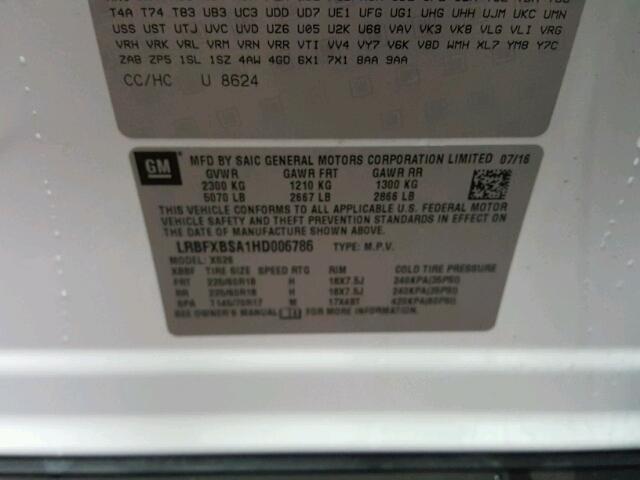 T4A T74 T83 UB3 UC3 UDD UD7 UE1 UFG UG1 UHG UHH UJM UKC UMN
USS UST UTJ UVC UVD UZ6 U05 U2K U68 VAV VK3 VK8 VLG VLI VRG
VRH VRK VRL VRM VRN VRR VTI VV4 VY7 V6K V8D WMH XL7 YM8 Y7C
ZAB ZP5 1SL 1SZ 4AW 4GD 6X1 7X1 8AA 9AA
CC/HC U 8624
GM MFD BY SAIC GENERAL MOTORS CORPORATION LIMITED 07/16
GVWR GAWR FRT GAWR RR
2300 KG 1210 KG 1300 KG
5070 LB 2667 LB 2866 LB
THIS VEHICLE CONFORMS TO ALL APPLICABLE U.S. FEDERAL MOTOR
VEHICLE SAFETY AND THEFT PREVENTION STANDARDS IN EFFECT ON
THE DATE OF MANUFACTURE SHOWN ABOVE.
LRBFXBSA1HD006786 TYPE: M.P.V.
MODEL: XS26
XBBF TIRE SIZE SPEED RTG RIM COLD TIRE PRESSURE
FRT 225/65R18 H 18X7.5J 240KPA(35PSI)
RR 225/65R18 H 18X7.5J 240KPA(35PSI)
SPA T145/70R17 M 17X4BT 420KPA(60PSI)
SEE OWNER'S MANUAL FOR MORE INFORMATION